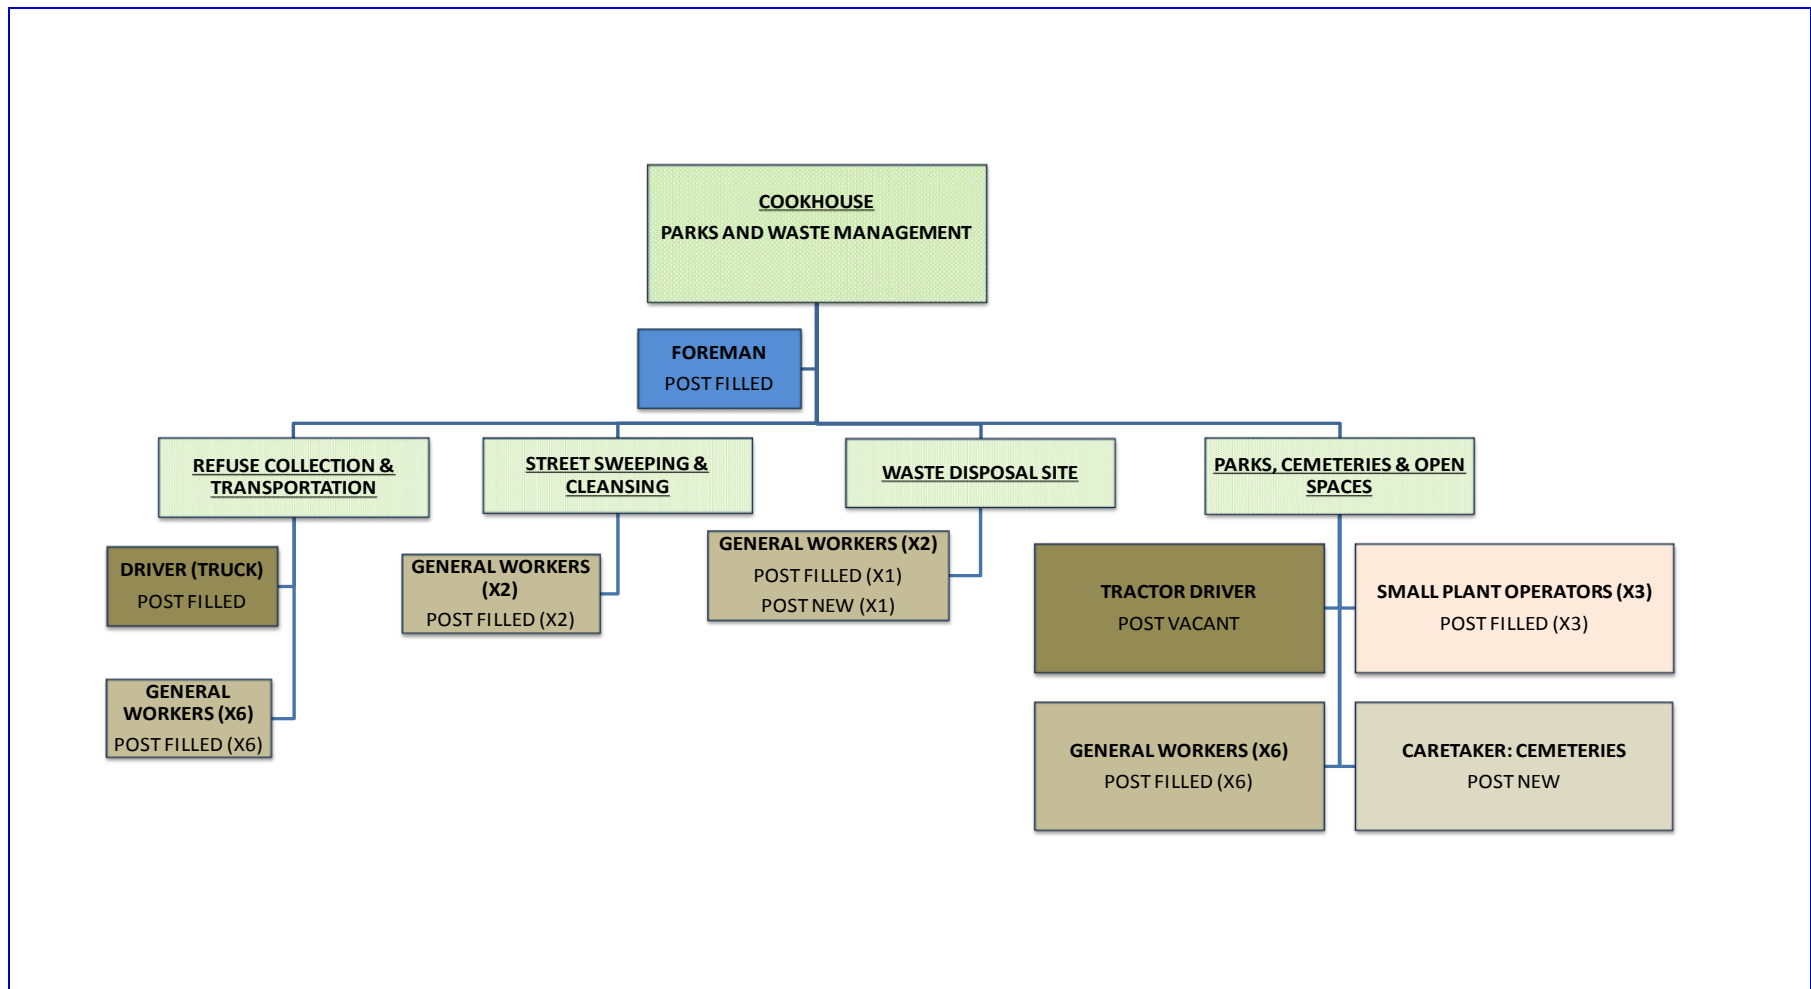 COOKHOUSE
PARKS AND WASTE MANAGEMENT
FOREMAN
POST FILLED
REFUSE COLLECTION &
TRANSPORTATION
STREET SWEEPING &
CLEANSING
WASTE DISPOSAL SITE
PARKS, CEMETERIES & OPEN
SPACES
DRIVER (TRUCK)
POST FILLED
GENERAL
WORKERS (X6)
POST FILLED (X6)
GENERAL WORKERS
(X2)
POST FILLED (X2)
GENERAL WORKERS (X2)
POST FILLED (X1)
POST NEW (X1)
TRACTOR DRIVER
POST VACANT
SMALL PLANT OPERATORS (X3)
POST FILLED (X3)
GENERAL WORKERS (X6)
POST FILLED (X6)
CARETAKER: CEMETERIES
POST NEW